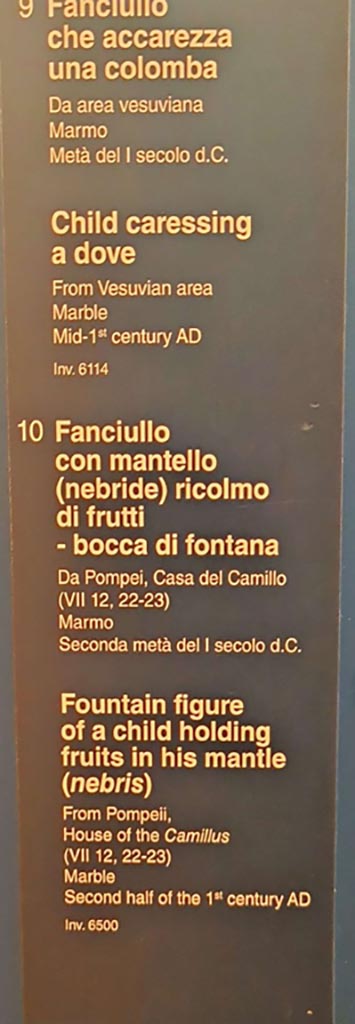 9 Fanciullo
che accarezza
una colomba
Da area vesuviana
Marmo
Metà del I secolo d.C.
Child caressing
a dove
From Vesuvian area
Marble
Mid-1st century AD
Inv. 6114
10 Fanciullo
con mantello
(nebride) ricolmo
di frutti
- bocca di fontana
Da Pompei, Casa del Camillo
(VII 12, 22-23)
Marmo
Seconda metà del I secolo d.C.
Fountain figure
of a child holding
fruits in his mantle
(nebris)
From Pompeii,
House of the Camillus
(VII 12, 22-23)
Marble
Second half of the 1st century AD
Inv. 6500